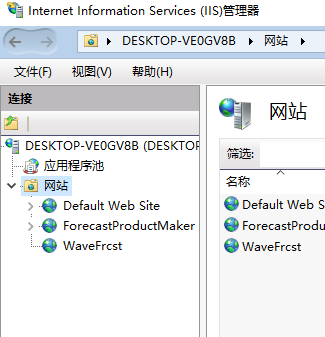 Internet Information Services (IIS)管理器
DESKTOP-VE0GV8B
网站
文件(F)
视图(V)
帮助(H)
连接
DESKTOP-VE0GV8B (DESKTOP
应用程序池
网站
Default Web Site
ForecastProductMaker
WaveFrcst
网站
筛选:
名称
Default Web S
ForecastProduc
WaveFrcst